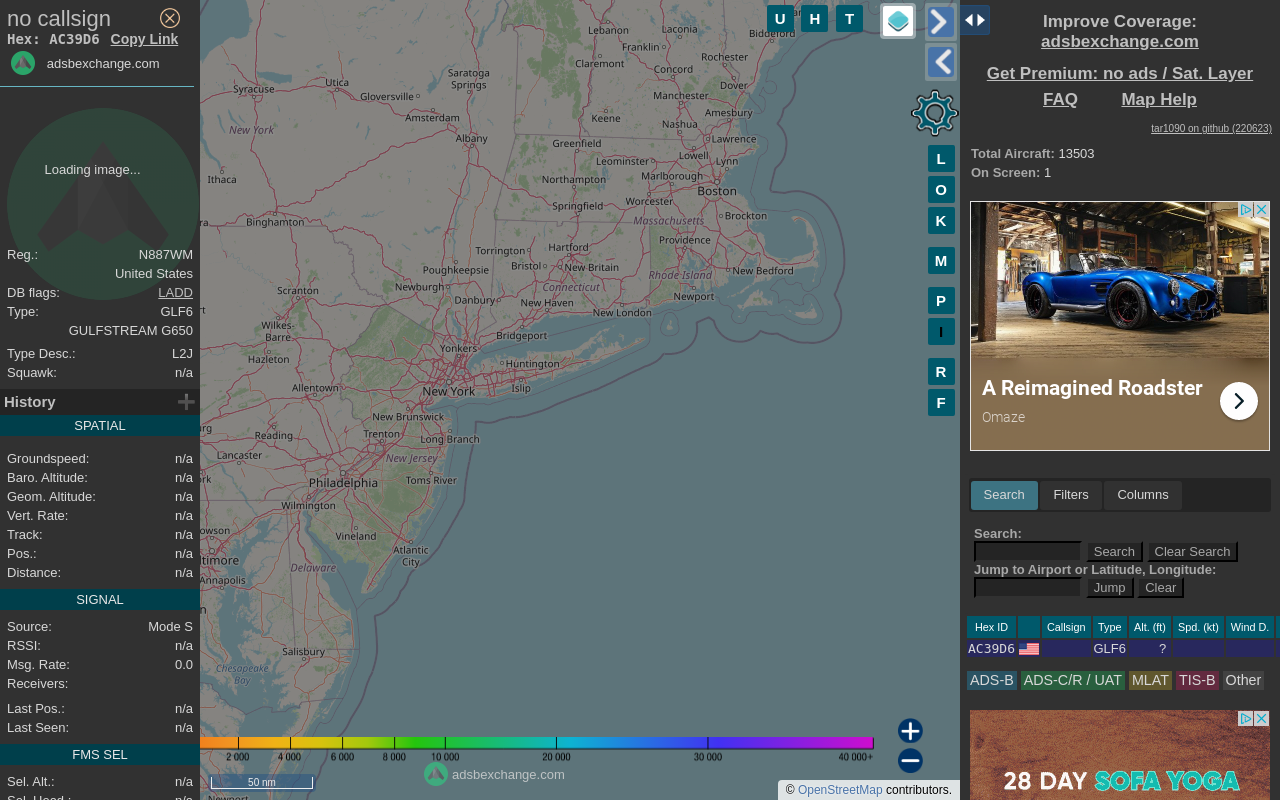 no callsign
Hex: AC39D6 Copy Link
adsbexchange.com
Loading image...
Reg.: N887WM
United States
DB flags: LADD
Type: GLF6
GULFSTREAM G650
Type Desc.: L2J
Squawk: n/a
History
SPATIAL
Groundspeed: n/a
Baro. Altitude: n/a
Geom. Altitude: n/a
Vert. Rate: n/a
Track: n/a
Pos.: n/a
Distance: n/a
SIGNAL
Source: Mode S
RSSI: n/a
Msg. Rate: 0.0
Receivers:
Last Pos.: n/a
Last Seen: n/a
FMS SEL
Sel. Alt.: n/a
U H T
L
O
K
M
P
I
R
F
Lebanon
Laconia
Biddeford
Franklin
Claremont
Rochester
Concord
Dover
Saratoga
Springs
Utica
Syracuse
Gloversville
Manchester
Amesbury
Keene
Nashua
Amsterdam
New York
Albany
Lawrence
Greenfield
Lowell
Leominster
Lynn
Northampton
Marlborough
Ithaca
Boston
Worcester
Springfield
Brockton
Binghamton
Massachusetts
Providence
Hartford
Torrington
Bristol
New Britain
Poughkeepsie
New Bedford
Rhode Island
Newburgh
Connecticut
Scranton
Danbury
New Haven
Newport
New London
Wilkes-
Barre
Bridgeport
Yonkers
Hazleton
Huntington
Allentown
New York
Islip
New Brunswick
Reading
Trenton
Long Branch
Lancaster
New Jersey
Philadelphia
Toms River
Wilmington
Vineland
Atlantic
City
Delaware
Annapolis
Salisbury
Chesapeake
Bay
2 000 4 000 6 000 8 000 10 000 20 000 30 000 40 000+
50 nm
adsbexchange.com
© OpenStreetMap contributors.
Improve Coverage:
adsbexchange.com
Get Premium: no ads / Sat. Layer
FAQ Map Help
tar1090 on github (220623)
Total Aircraft: 13503
On Screen: 1
A Reimagined Roadster
Omaze
Search Filters Columns
Search:
Search Clear Search
Jump to Airport or Latitude, Longitude:
Jump Clear
Hex ID Callsign Type Alt. (ft) Spd. (kt) Wind D.
AC39D6 GLF6 ?
ADS-B ADS-C/R / UAT MLAT TIS-B Other
28 DAY SOFA YOGA